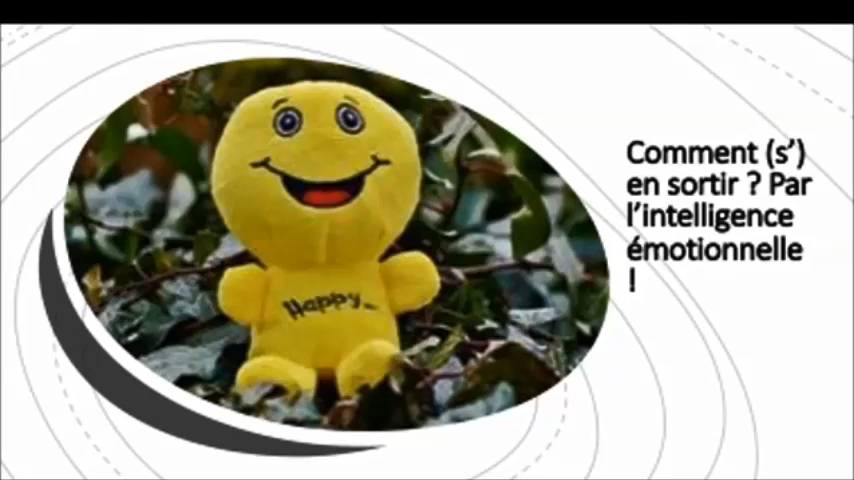 Happy
Comment (s’)
en sortir ? Par
l’intelligence
émotionnelle
!